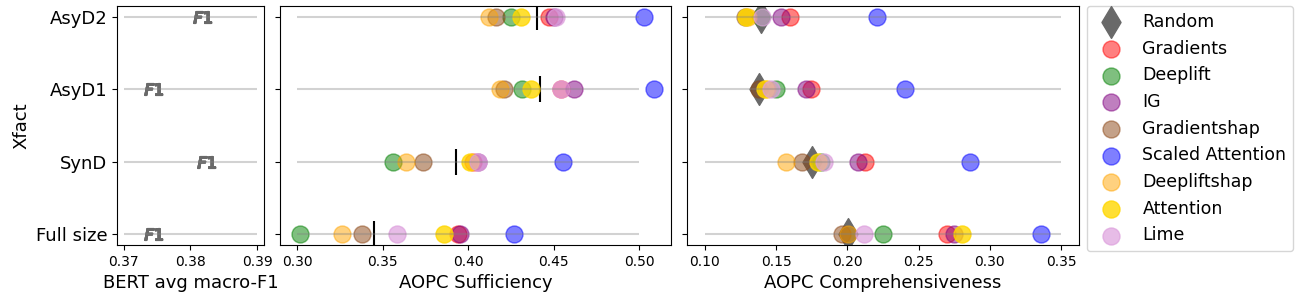 Xfact
AsyD2
AsyD1
SynD
Full size
F1
F1
F1
F1
0.37 0.38 0.39
BERT avg macro-F1
0.30 0.35 0.40 0.45 0.50
AOPC Sufficiency
0.10 0.15 0.20 0.25 0.30 0.35
AOPC Comprehensiveness
Random
Gradients
Deeplift
IG
Gradientshap
Scaled Attention
Deepliftshap
Attention
Lime